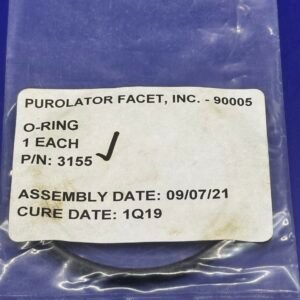 PUROLATOR FACET, INC. - 90005
O-RING
1 EACH
P/N: 3155
ASSEMBLY DATE: 09/07/21
CURE DATE: 1Q19